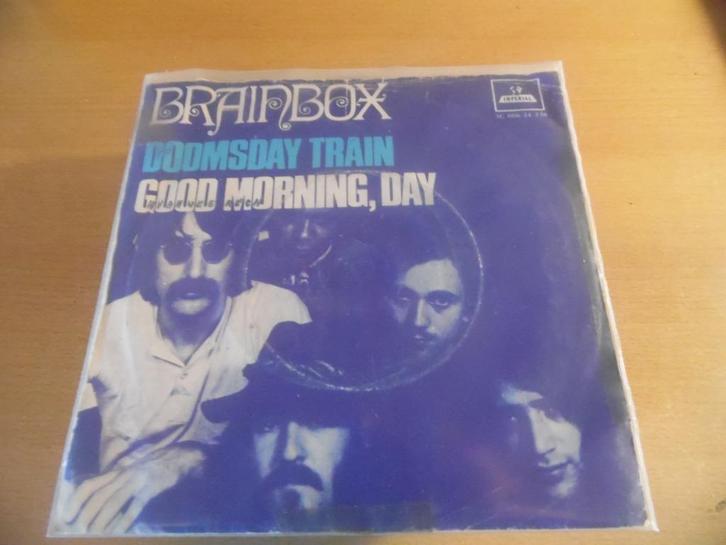 BRAINBOX
IMPERIAL
DOOMSDAY TRAIN
GOOD MORNING, DAY